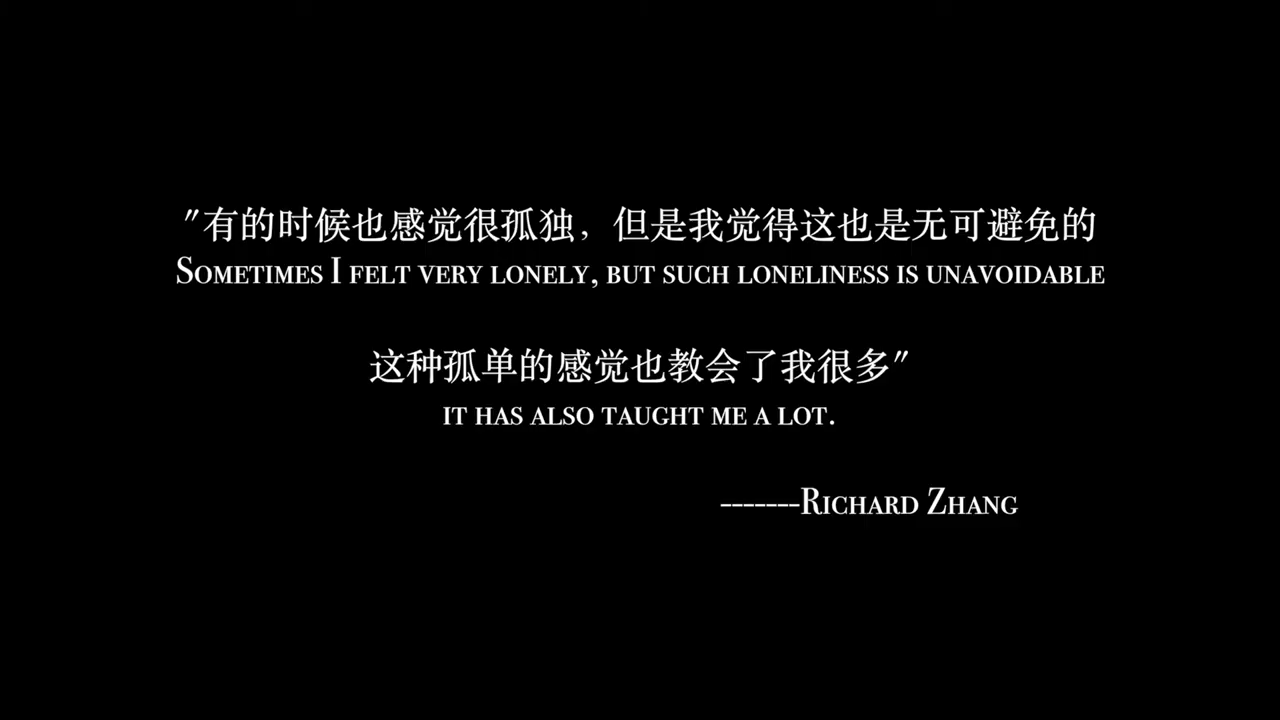 "有的时候也感觉很孤独，但是我觉得这也是无可避免的
Sometimes I felt very lonely, but such loneliness is unavoidable
这种孤单的感觉也教会了我很多"
it has also taught me a lot.
-------Richard Zhang